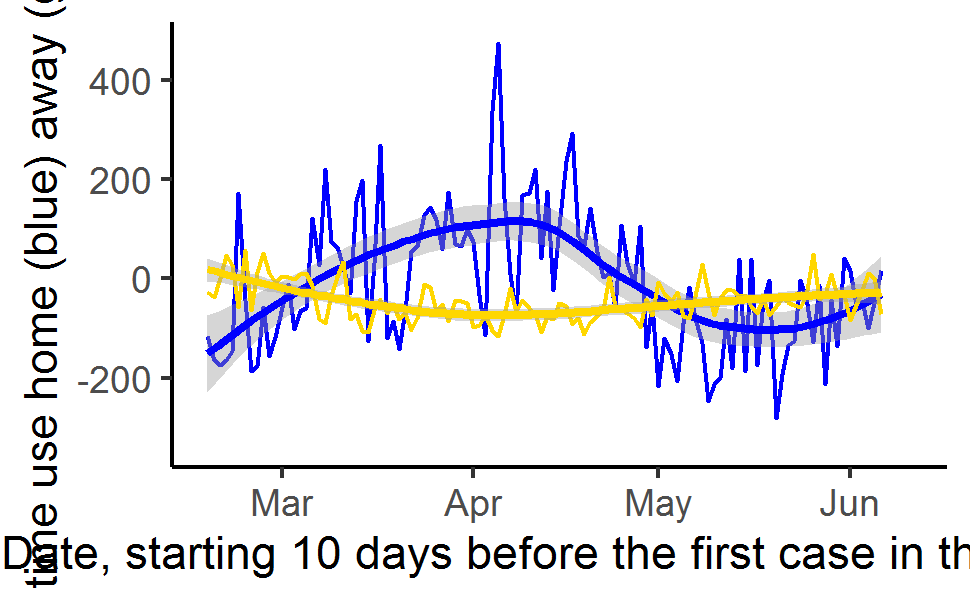 time use home (blue) away (
400
200
0
-200
Mar
Apr
May
Jun
Date, starting 10 days before the first case in th